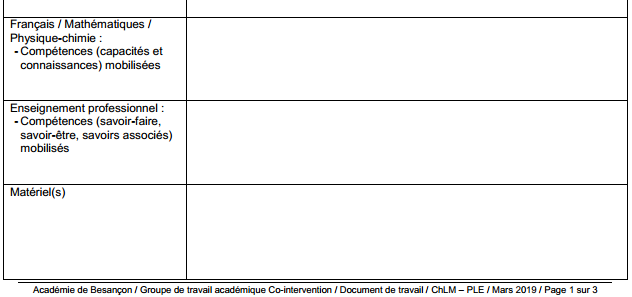 Français / Mathématiques /
Physique-chimie :
- Compétences (capacités et
connaissances) mobilisées
Enseignement professionnel :
- Compétences (savoir-faire,
savoir-être, savoirs associés)
mobilisés
Matériel(s)
Académie de Besançon / Groupe de travail académique Co-intervention / Document de travail / ChLM – PLE / Mars 2019 / Page 1 sur 3